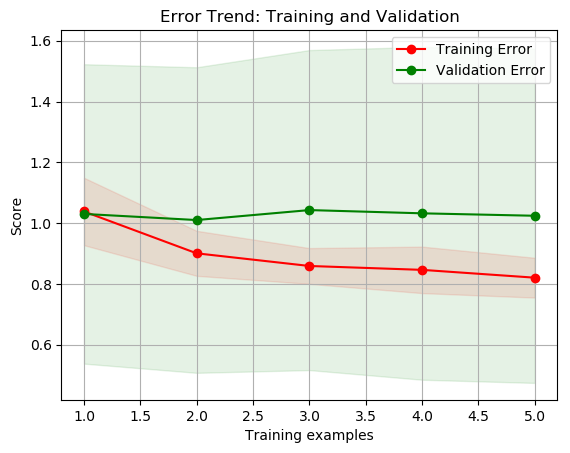 Error Trend: Training and Validation
Training Error
Validation Error
Score
1.6
1.4
1.2
1.0
0.8
0.6
1.0 1.5 2.0 2.5 3.0 3.5 4.0 4.5 5.0
Training examples